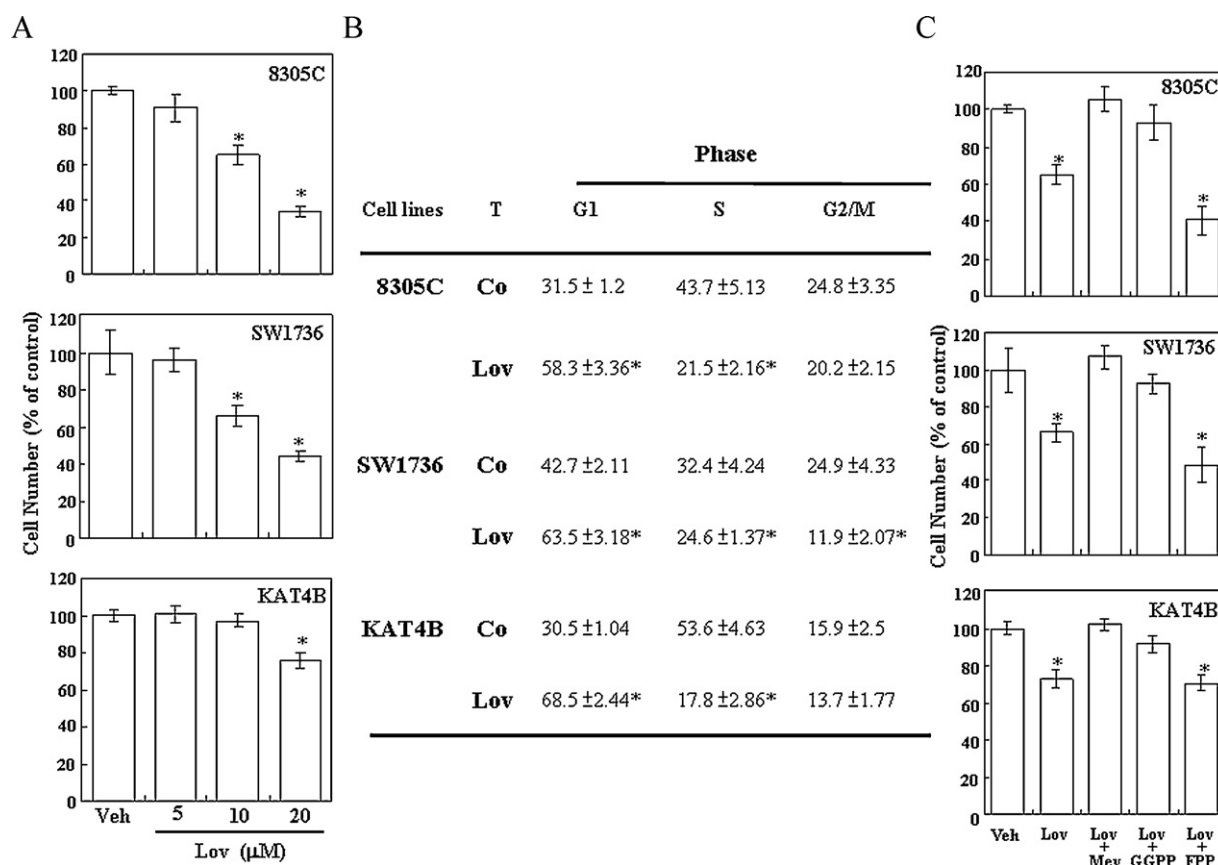 A
120
100
80
60
40
20
0
8305C
*
*
120
100
80
60
40
20
0
SW1736
*
*
120
100
80
60
40
20
0
KAT4B
*
Cell Number (% of control)
Veh 5 10 20
Lov (µM)
B
Phase
Cell lines T G1 S G2/M
8305C Co 31.5 ± 1.2 43.7 ±5.13 24.8 ±3.35
Lov 58.3 ±3.36* 21.5 ±2.16* 20.2 ±2.15
SW1736 Co 42.7 ±2.11 32.4 ±4.24 24.9 ±4.33
Lov 63.5 ±3.18* 24.6 ±1.37* 11.9 ±2.07*
KAT4B Co 30.5 ±1.04 53.6 ±4.63 15.9 ±2.5
Lov 68.5 ±2.44* 17.8 ±2.86* 13.7 ±1.77
C
120
100
80
60
40
20
0
8305C
*
*
120
100
80
60
40
20
0
SW1736
*
*
120
100
80
60
40
20
0
KAT4B
*
*
Cell Number (% of control)
Veh Lov Lov Lov Lov
+ + +
Mev GGPP FPP